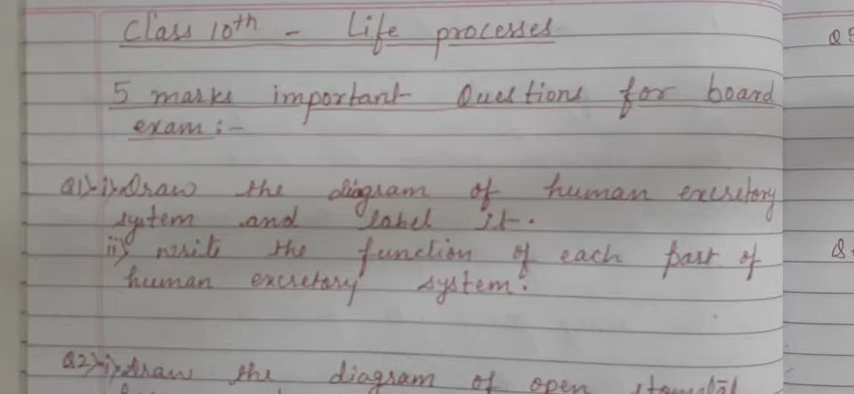 Class 10th - Life processes
5 marks important Questions for board
exam :-
Q1) i) Draw the diagram of human excretory
system and label it.
ii) write the function of each part of
human excretory system.
Q2) i) Draw the diagram of open
Q5
Q